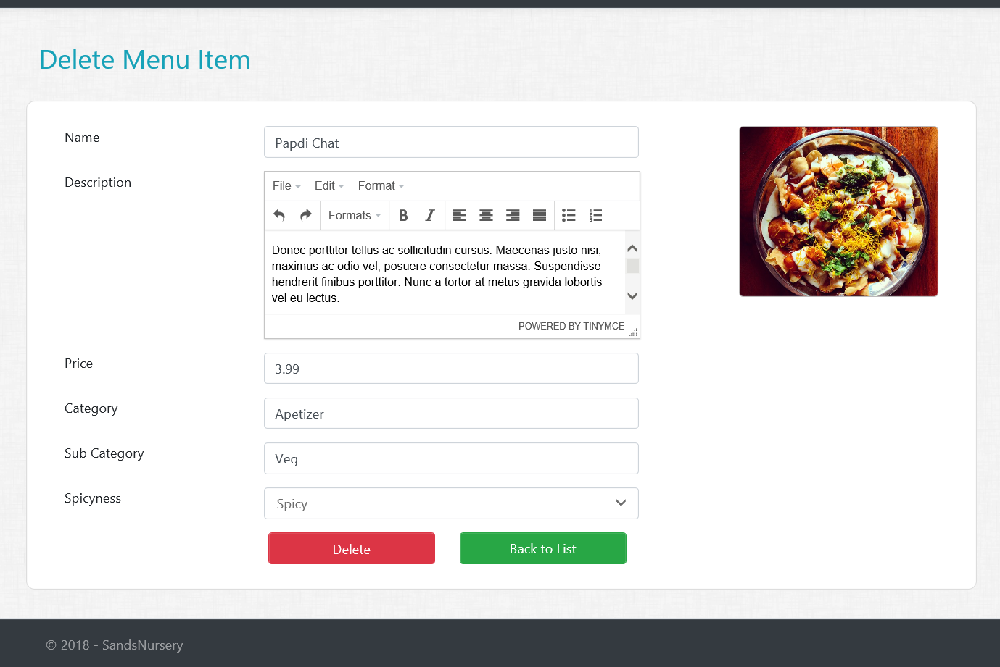 Delete Menu Item
Name
Papdi Chat
Description
File Edit Format
Formats B I
Donec porttitor tellus ac sollicitudin cursus. Maecenas justo nisi,
maximus ac odio vel, posuere consectetur massa. Suspendisse
hendrerit finibus porttitor. Nunc a tortor at metus gravida lobortis
vel eu lectus.
POWERED BY TINYMCE
Price
3.99
Category
Apetizer
Sub Category
Veg
Spicyness
Spicy
Delete Back to List
© 2018 - SandsNursery